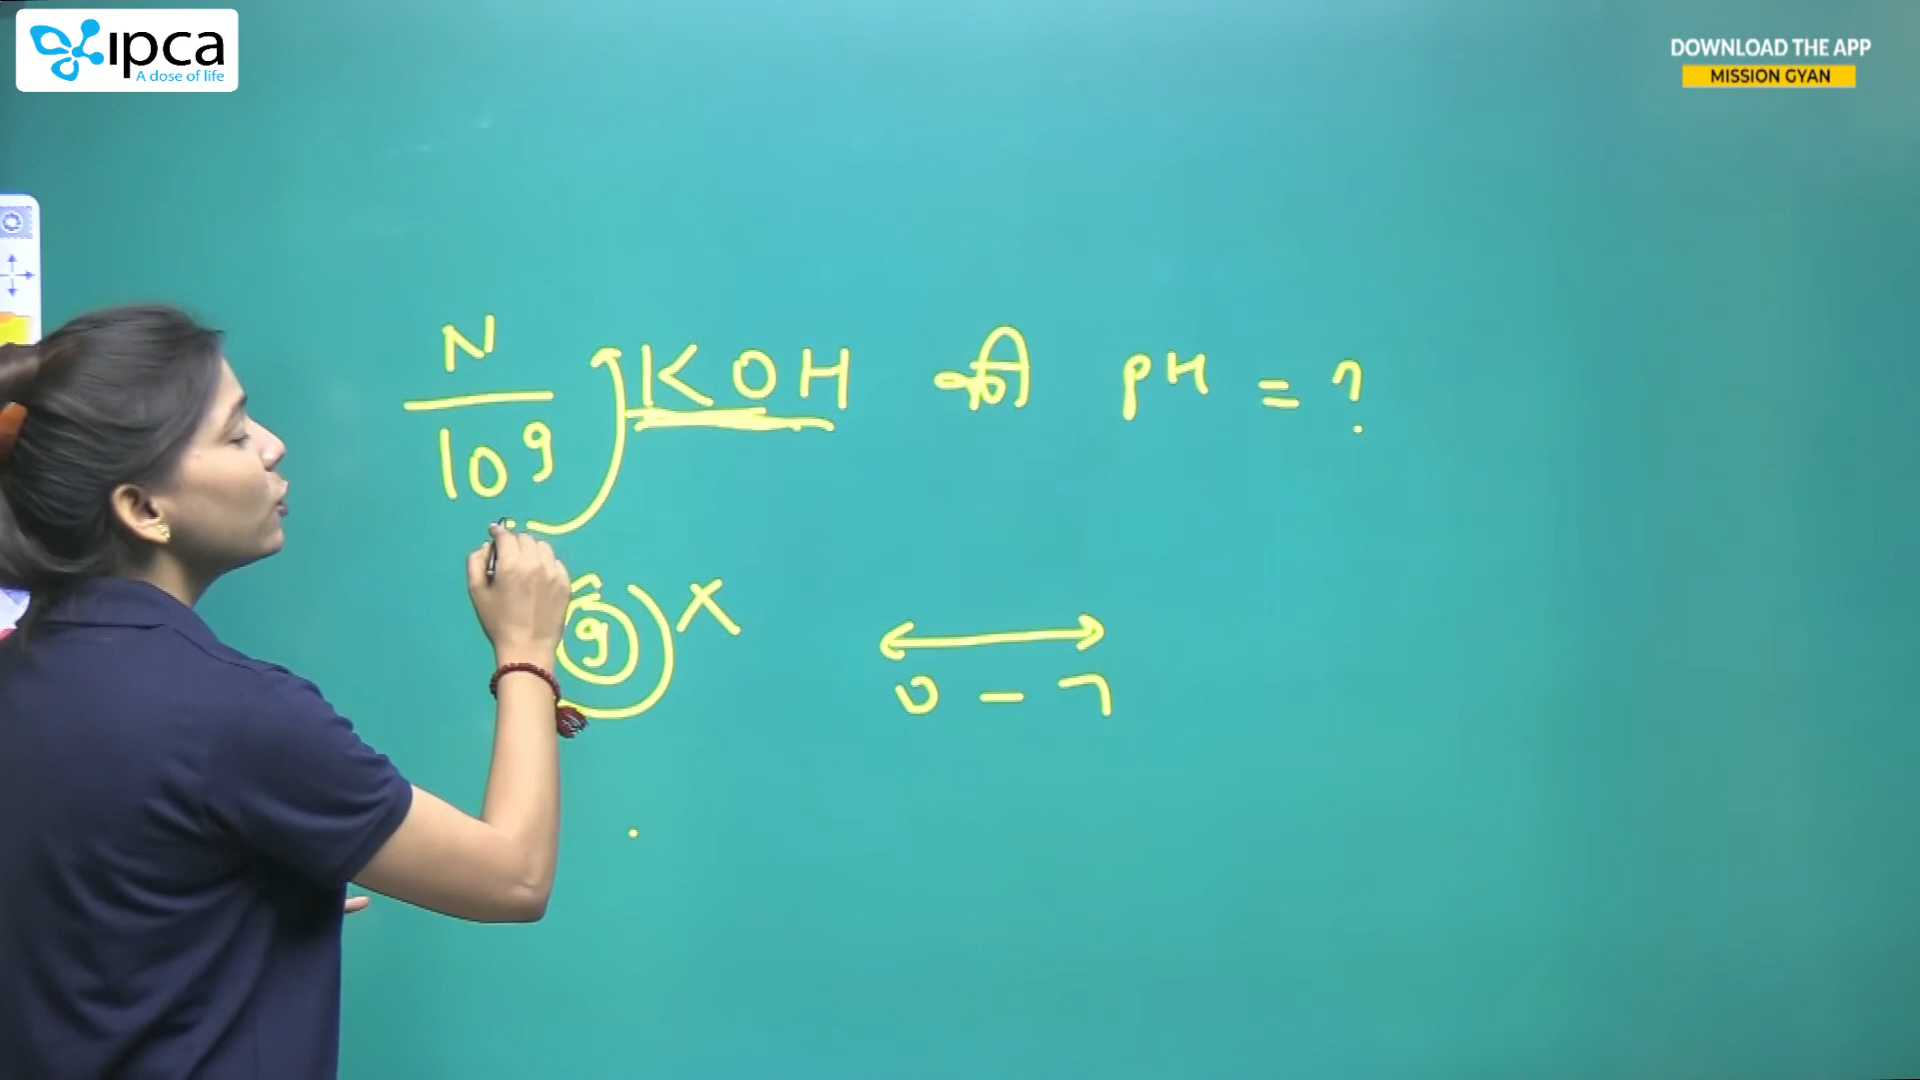 ipca
A dose of life
DOWNLOAD THE APP
MISSION GYAN
N
10⁹ KOH की pH = ?
9 X
0 - 7